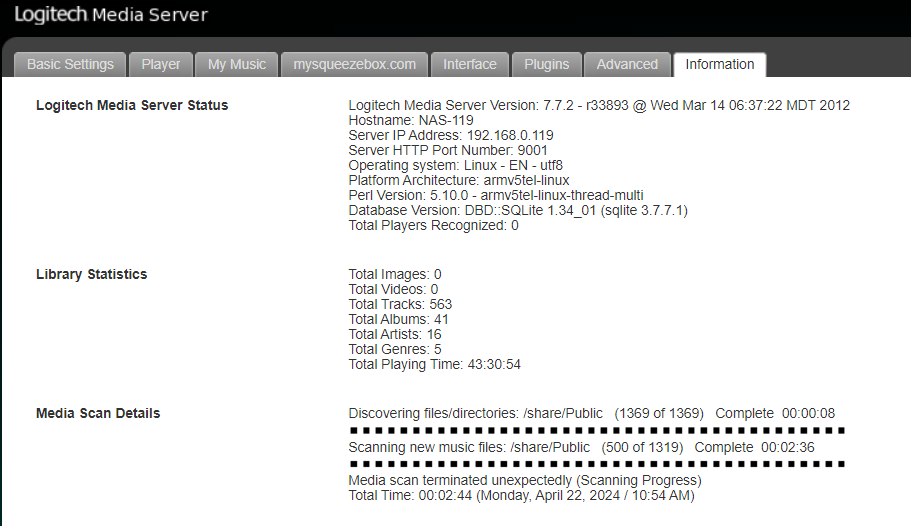 Logitech Media Server
Basic Settings
Player
My Music
mysqueezebox.com
Interface
Plugins
Advanced
Information
Logitech Media Server Status
Logitech Media Server Version: 7.7.2 - r33893 @ Wed Mar 14 06:37:22 MDT 2012
Hostname: NAS-119
Server IP Address: 192.168.0.119
Server HTTP Port Number: 9001
Operating system: Linux - EN - utf8
Platform Architecture: armv5tel-linux
Perl Version: 5.10.0 - armv5tel-linux-thread-multi
Database Version: DBD::SQLite 1.34_01 (sqlite 3.7.7.1)
Total Players Recognized: 0
Library Statistics
Total Images: 0
Total Videos: 0
Total Tracks: 563
Total Albums: 41
Total Artists: 16
Total Genres: 5
Total Playing Time: 43:30:54
Media Scan Details
Discovering files/directories: /share/Public (1369 of 1369) Complete 00:00:08
Scanning new music files: /share/Public (500 of 1319) Complete 00:02:36
Media scan terminated unexpectedly (Scanning Progress)
Total Time: 00:02:44 (Monday, April 22, 2024 / 10:54 AM)